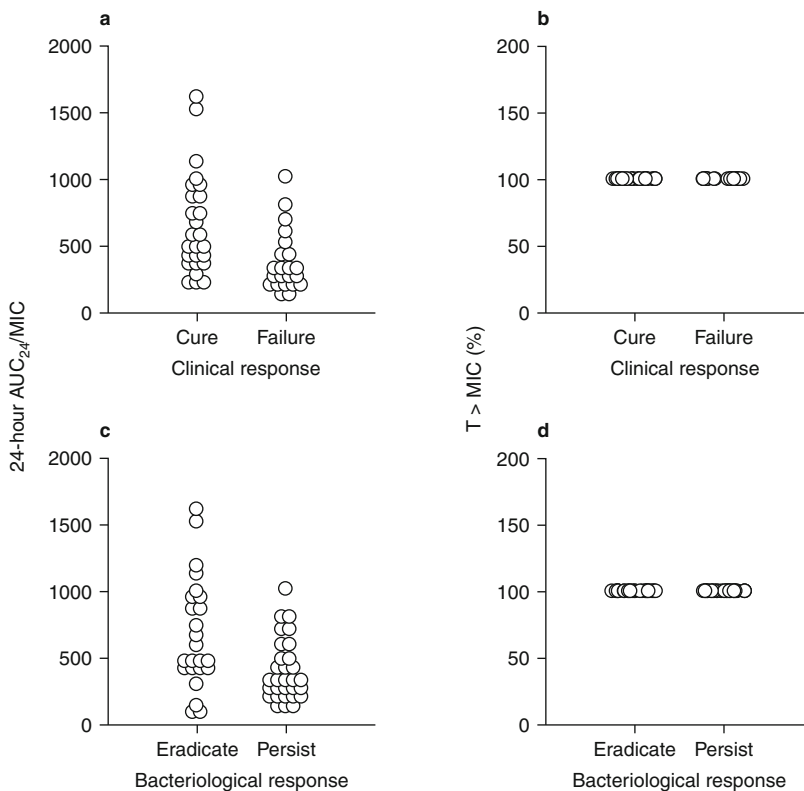 a
2000
1500
1000
500
0
Cure Failure
Clinical response
b
200
150
100
50
0
Cure Failure
Clinical response
24-hour AUC24/MIC
T > MIC (%)
c
2000
1500
1000
500
0
Eradicate Persist
Bacteriological response
d
200
150
100
50
0
Eradicate Persist
Bacteriological response